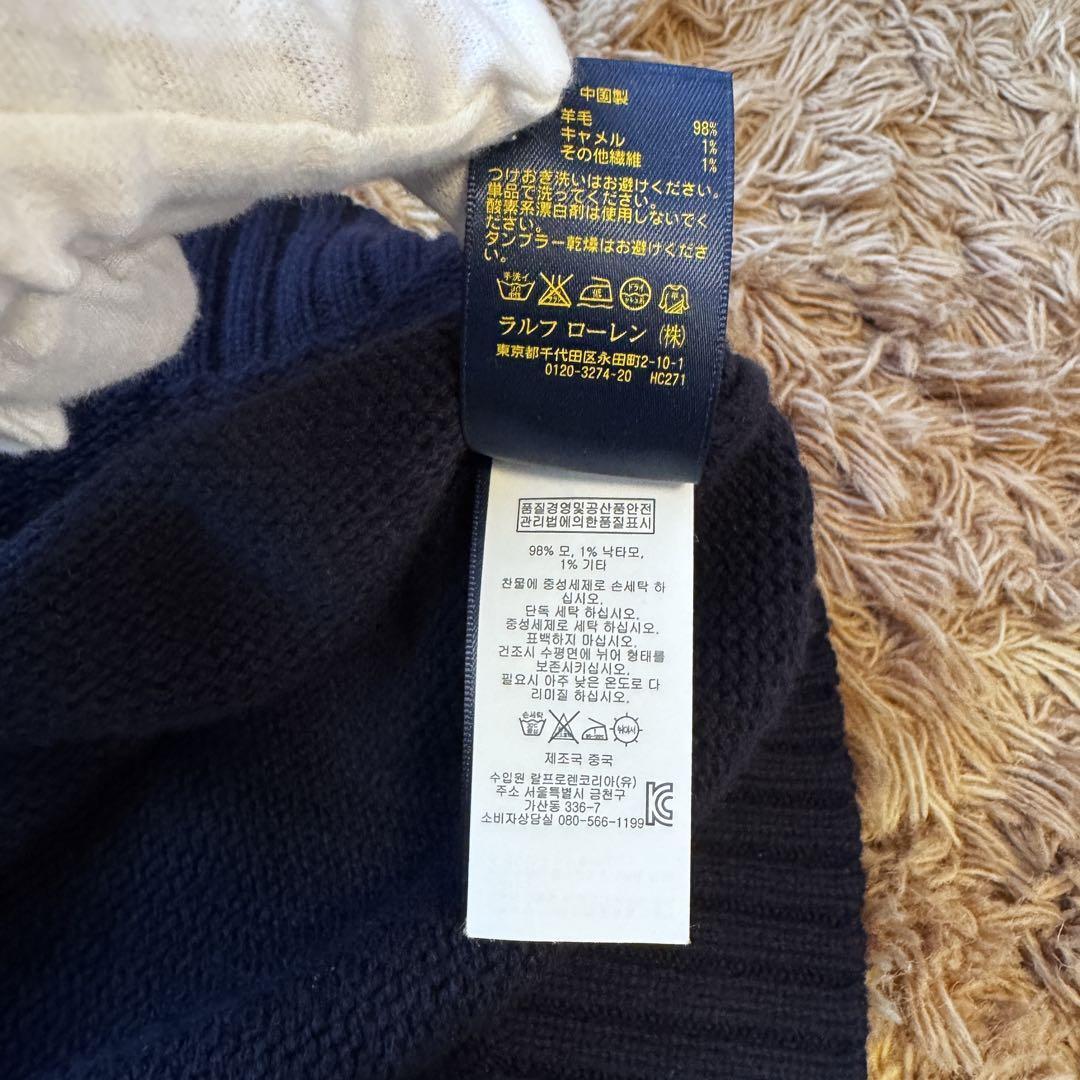 中國製
羊毛 98%
キャメル 1%
その他繊維 1%
つけおき洗いはお避けください。
単品で洗ってください。
酸素系漂白剤は使用しないでく
ださい。
タンブラー乾燥はお避けくださ
い。
手洗イ
30
低
ドライ
平
ラルフ ローレン (株)
東京都千代田区永田町2-10-1
0120-3274-20 HC271
품질경영및공산품안전
관리법에의한품질표시
98% 모, 1% 낙타모,
1% 기타
찬물에 중성세제로 손세탁 하
십시오.
단독 세탁 하십시오.
중성세제로 세탁 하십시오.
표백하지 마십시오.
건조시 수평면에 뉘어 형태를
보존시키십시오.
필요시 아주 낮은 온도로 다
리미질 하십시오.
손세탁
뉘어서
제조국 중국
수입원 랄프로렌코리아(유)
주소 서울특별시 금천구
가산동 336-7
소비자상담실 080-566-1199